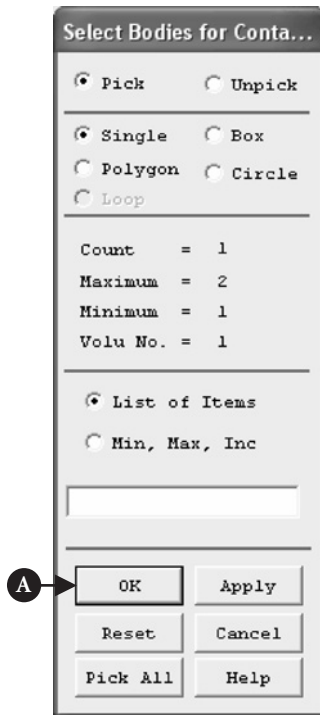 Select Bodies for Conta...
Pick Unpick
Single Box
Polygon Circle
Loop
Count = 1
Maximum = 2
Minimum = 1
Volu No. = 1
List of Items
Min, Max, Inc
A OK Apply
Reset Cancel
Pick All Help